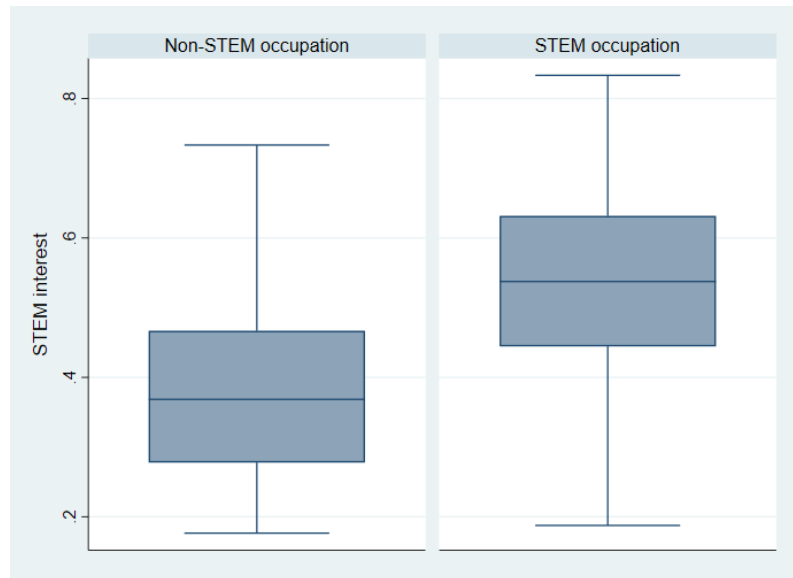 Non-STEM occupation
STEM occupation
STEM interest
.8
.6
.4
.2